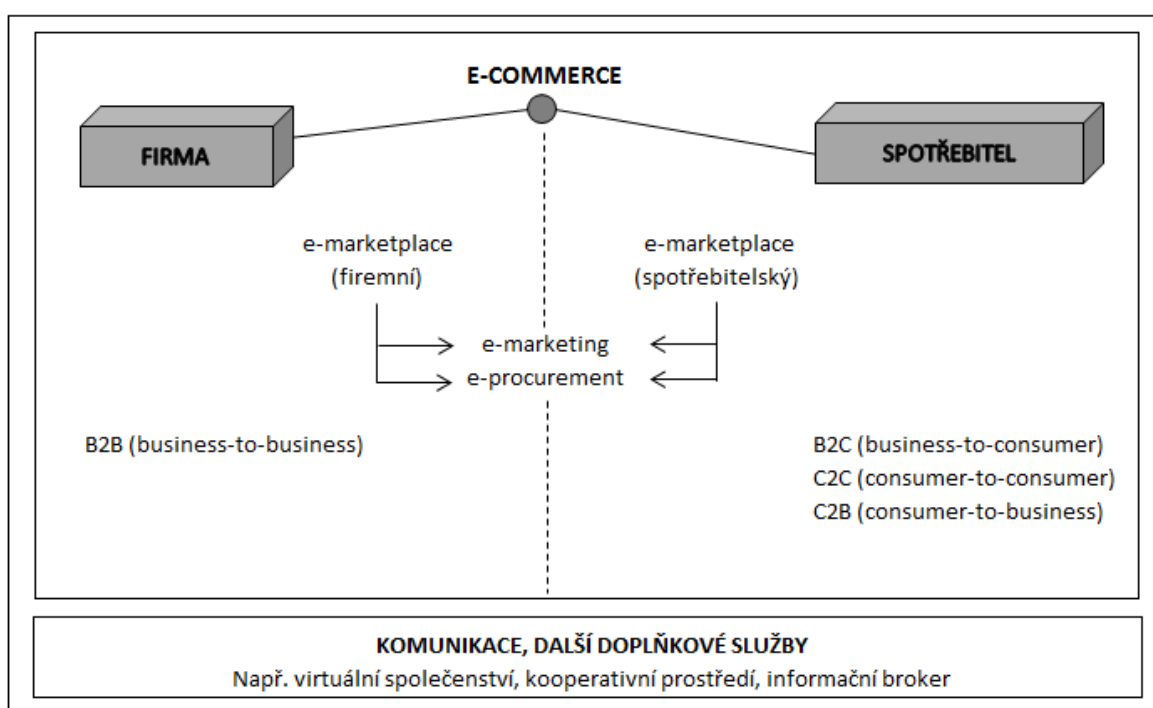 E-COMMERCE
FIRMA
SPOTŘEBITEL
e-marketplace
(firemní)
e-marketplace
(spotřebitelský)
e-marketing
e-procurement
B2B (business-to-business)
B2C (business-to-consumer)
C2C (consumer-to-consumer)
C2B (consumer-to-business)
KOMUNIKACE, DALŠÍ DOPLŇKOVÉ SLUŽBY
Např. virtuální společenství, kooperativní prostředí, informační broker